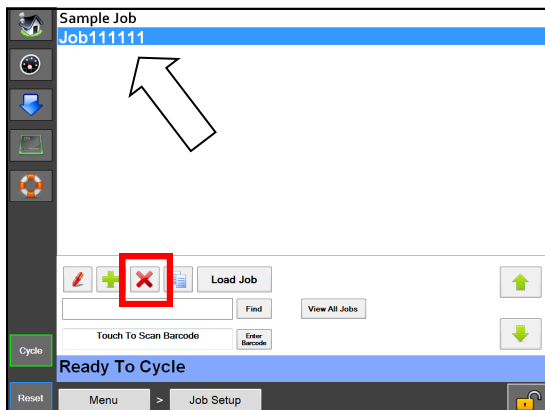 Sample Job
Job111111
Load Job
Find
View All Jobs
Touch To Scan Barcode
Enter
Barcode
Cycle
Ready To Cycle
Reset
Menu
>
Job Setup